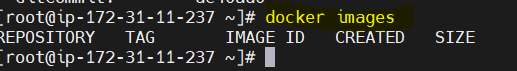 [root@ip-172-31-11-237 ~]# docker images
REPOSITORY TAG IMAGE ID CREATED SIZE
[root@ip-172-31-11-237 ~]#